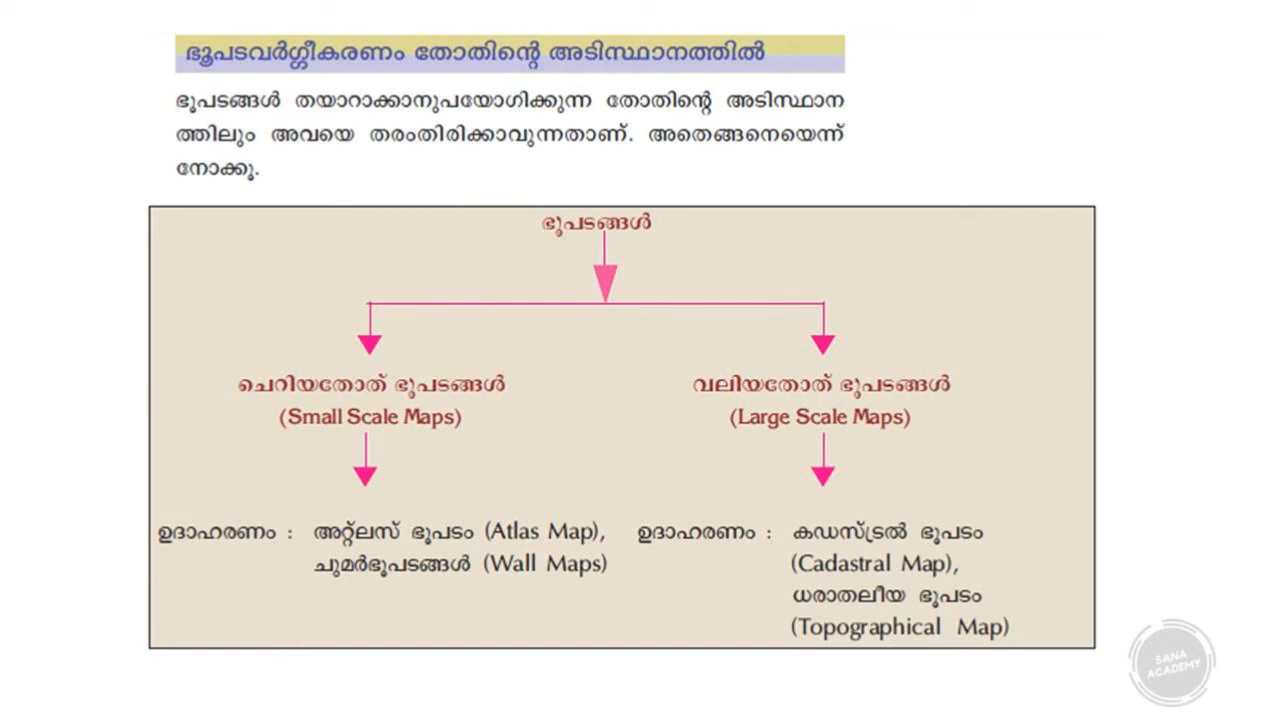 ഭൂപടവർഗ്ഗീകരണം തോതിന്റെ അടിസ്ഥാനത്തിൽ
ഭൂപടങ്ങൾ തയാറാക്കാനുപയോഗിക്കുന്ന തോതിന്റെ അടിസ്ഥാന
ത്തിലും അവയെ തരംതിരിക്കാവുന്നതാണ്. അതെങ്ങനെയെന്ന്
നോക്കൂ.
ഭൂപടങ്ങൾ
ചെറിയതോത് ഭൂപടങ്ങൾ
(Small Scale Maps)
വലിയതോത് ഭൂപടങ്ങൾ
(Large Scale Maps)
ഉദാഹരണം : അറ്റ്ലസ് ഭൂപടം (Atlas Map),
ചുമർഭൂപടങ്ങൾ (Wall Maps)
ഉദാഹരണം : കഡസ്ട്രൽ ഭൂപടം
(Cadastral Map),
ധരാതലീയ ഭൂപടം
(Topographical Map)
SANA
ACADEMY